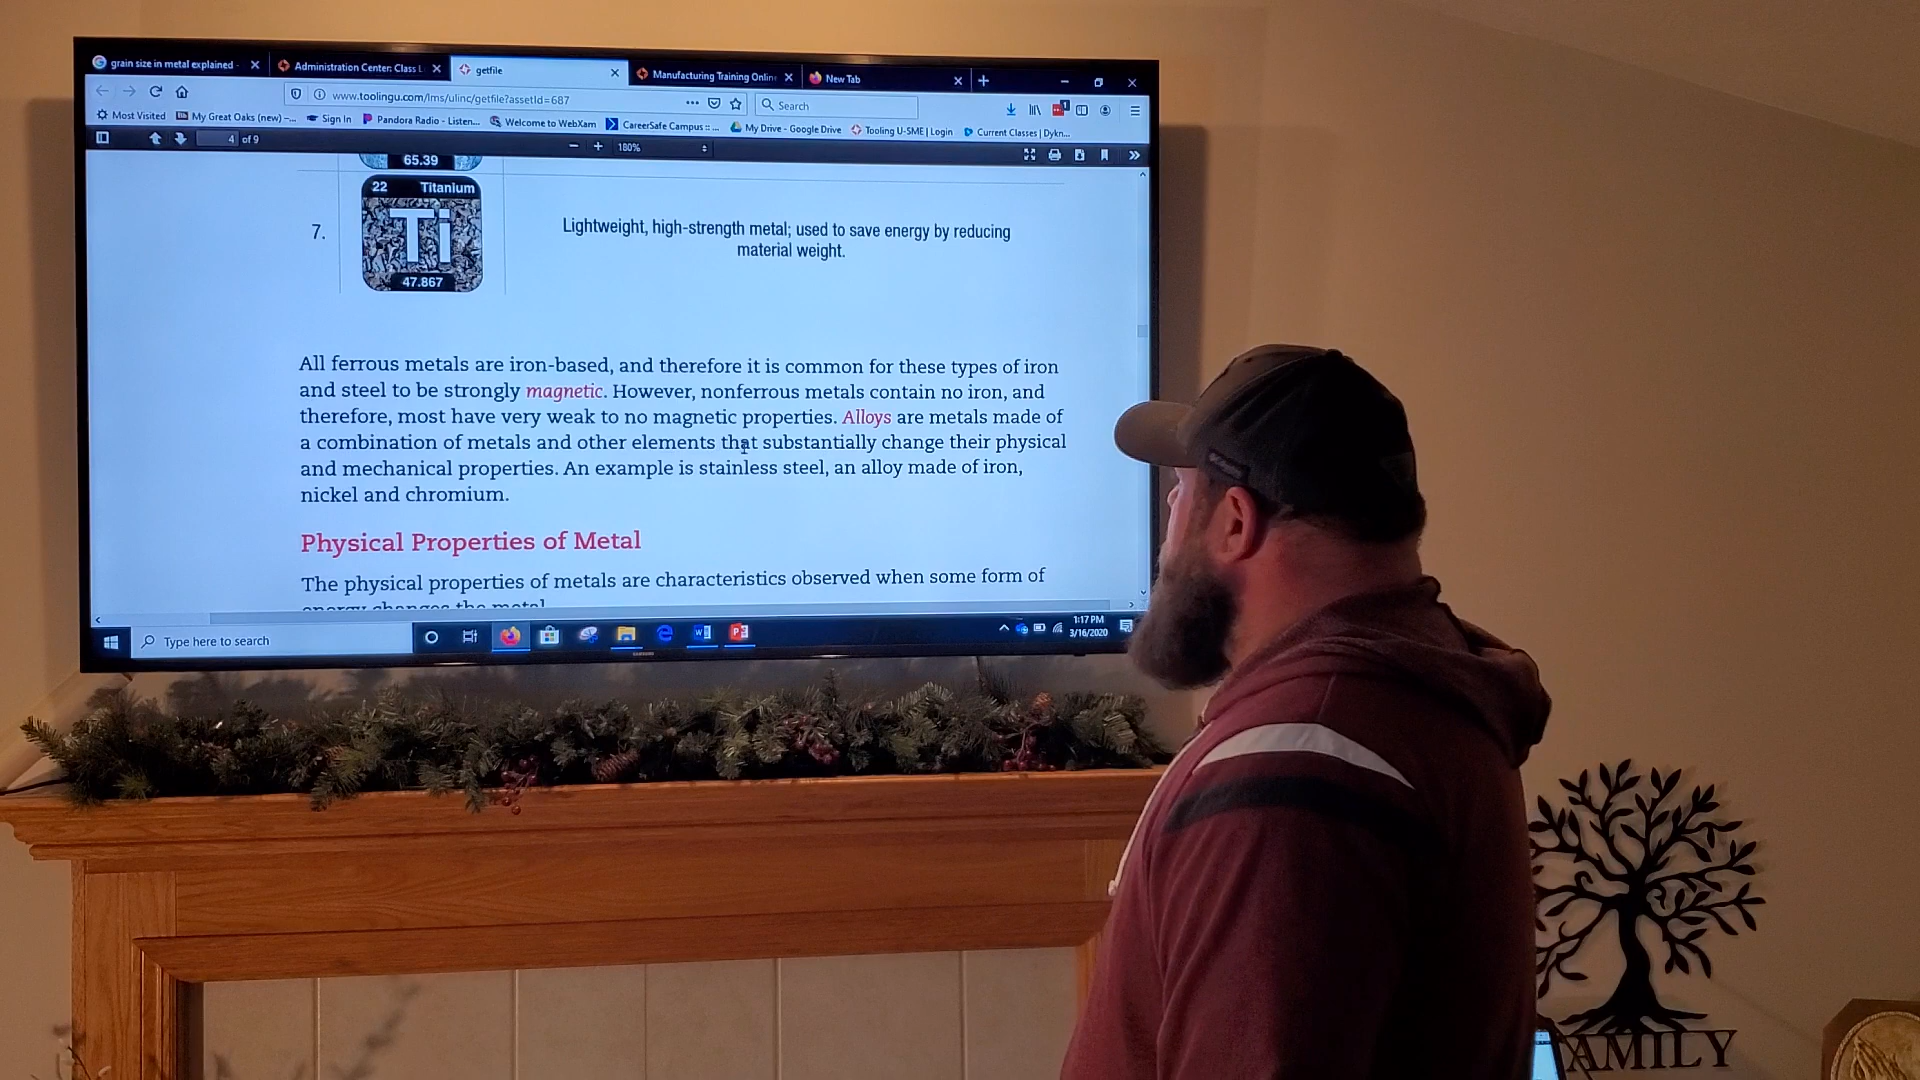 grain size in metal explained -
Administration Center: Class L
getfile
Manufacturing Training Onlin
New Tab
www.toolingu.com/lms/ulinc/getfile?assetId=687
Search
Most Visited
My Great Oaks (new) –...
Sign In
Pandora Radio - Listen...
Welcome to WebXam
CareerSafe Campus :: ...
My Drive - Google Drive
Tooling U-SME | Login
Current Classes | Dykn...
4 of 9
180%
65.39
22 Titanium
Ti
47.867
7.
Lightweight, high-strength metal; used to save energy by reducing
material weight.
All ferrous metals are iron-based, and therefore it is common for these types of iron
and steel to be strongly magnetic. However, nonferrous metals contain no iron, and
therefore, most have very weak to no magnetic properties. Alloys are metals made of
a combination of metals and other elements that substantially change their physical
and mechanical properties. An example is stainless steel, an alloy made of iron,
nickel and chromium.
Physical Properties of Metal
The physical properties of metals are characteristics observed when some form of
energy changes the metal
Type here to search
1:17 PM
3/16/2020
SAMSUNG
FAMILY